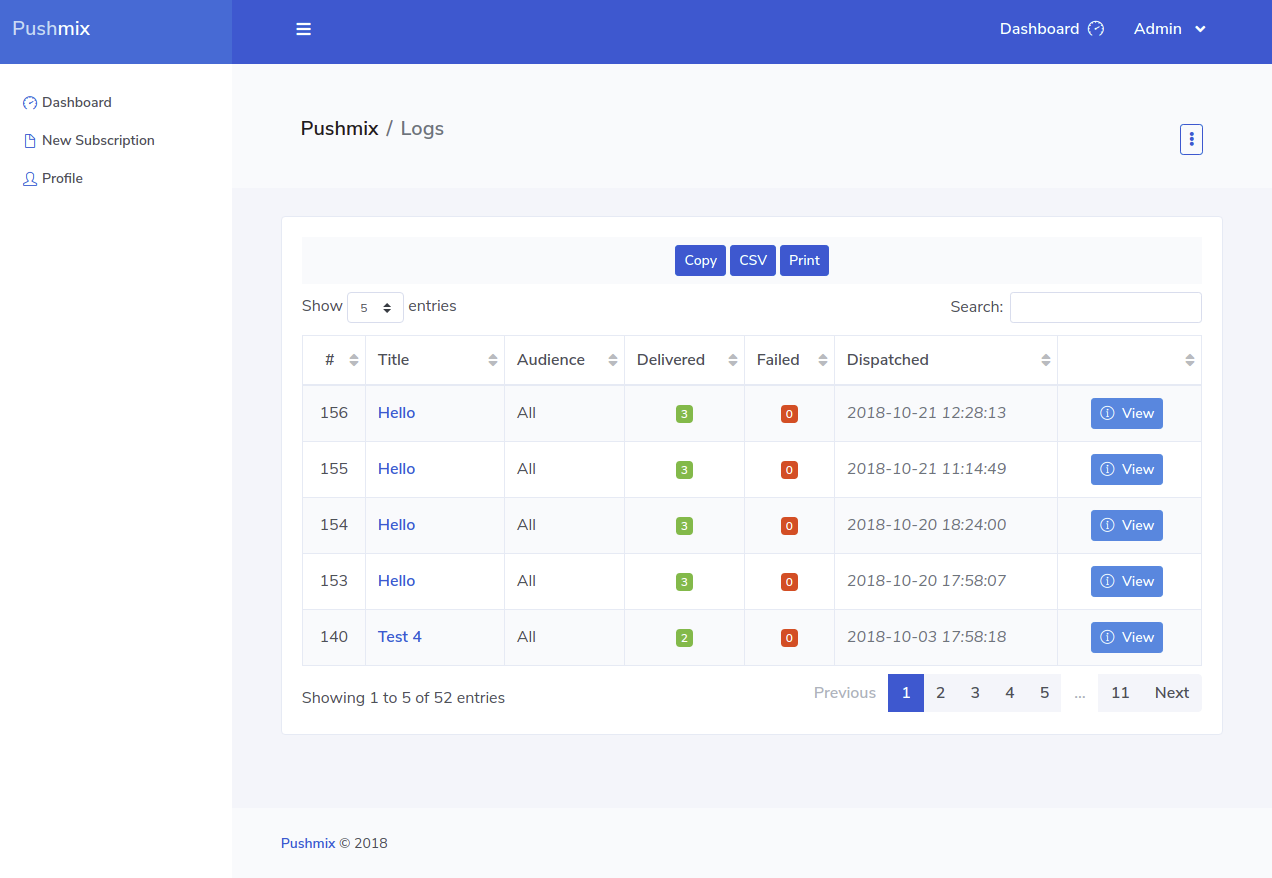 Pushmix
Dashboard Admin
Dashboard
New Subscription
Profile
Pushmix / Logs
Copy CSV Print
Show 5 entries Search:
# Title Audience Delivered Failed Dispatched
156 Hello All 3 0 2018-10-21 12:28:13 View
155 Hello All 3 0 2018-10-21 11:14:49 View
154 Hello All 3 0 2018-10-20 18:24:00 View
153 Hello All 3 0 2018-10-20 17:58:07 View
140 Test 4 All 2 0 2018-10-03 17:58:18 View
Showing 1 to 5 of 52 entries Previous 1 2 3 4 5 ... 11 Next
Pushmix © 2018